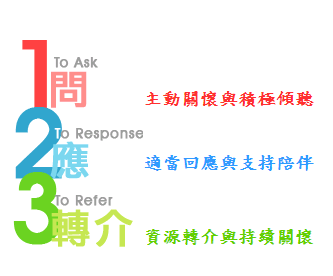 1 To Ask
問 主動關懷與積極傾聽
2 To Response
應 適當回應與支持陪伴
3 To Refer
轉介 資源轉介與持續關懷